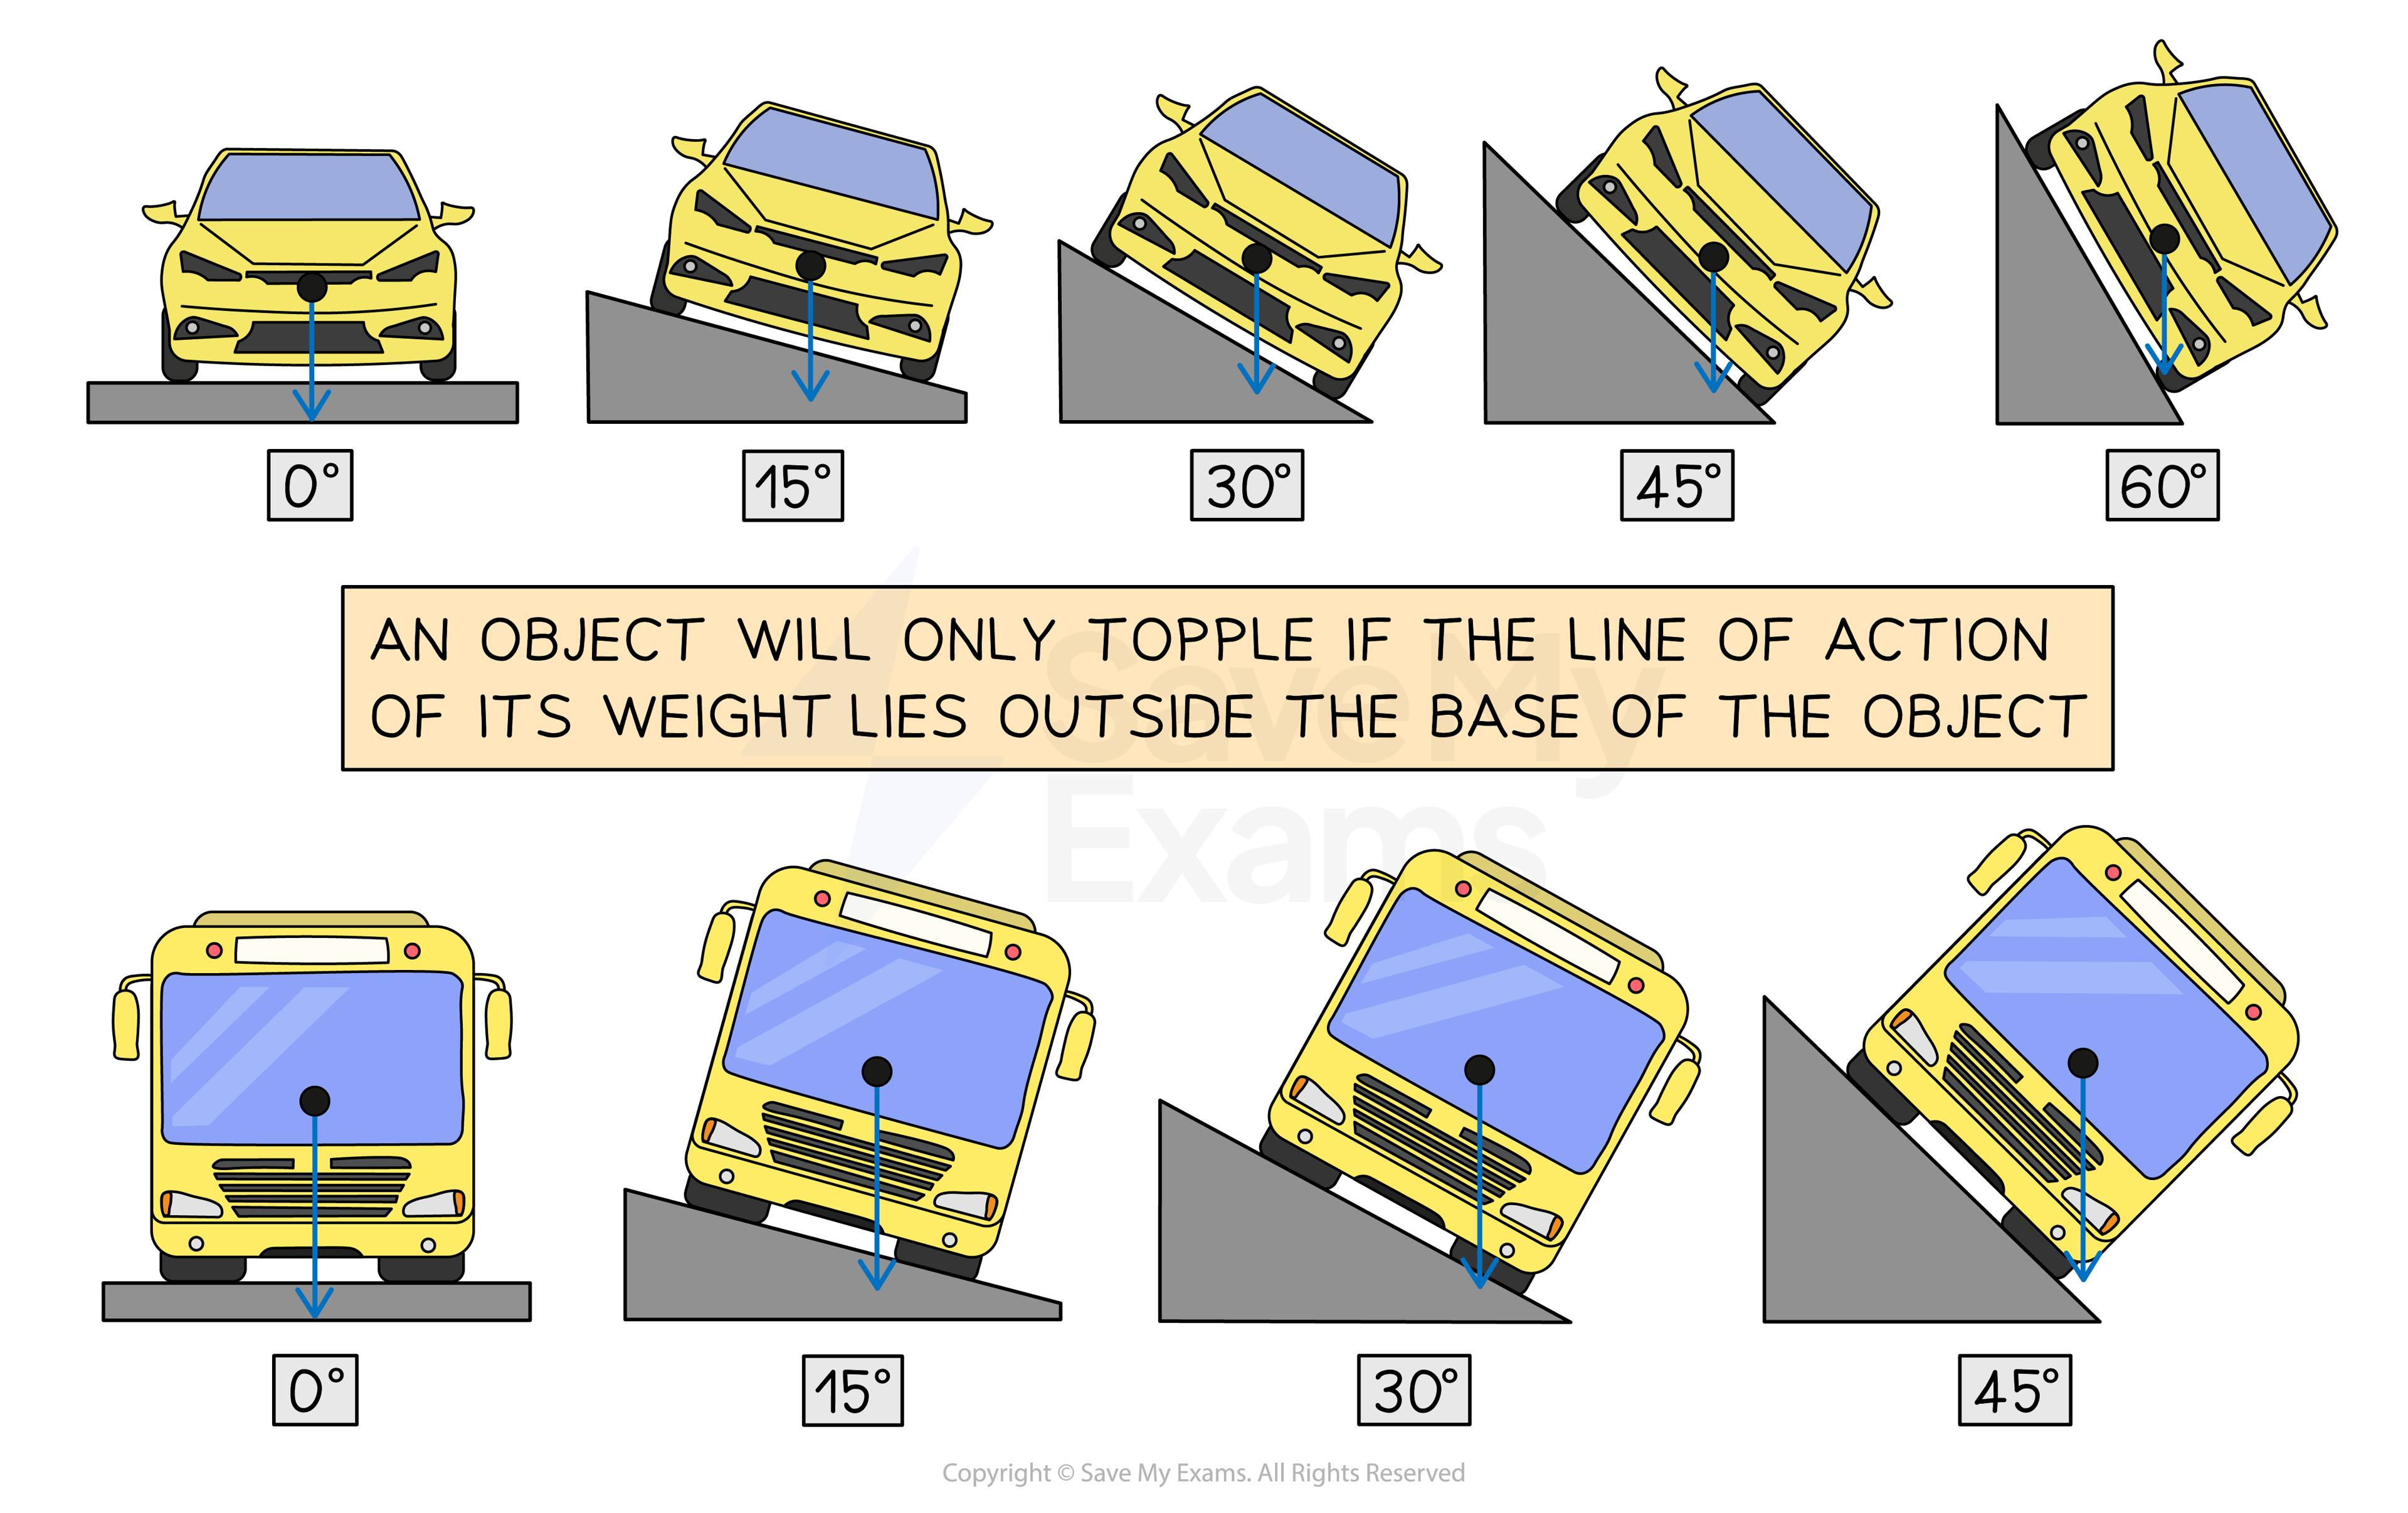 0° 15° 30° 45° 60°
AN OBJECT WILL ONLY TOPPLE IF THE LINE OF ACTION
OF ITS WEIGHT LIES OUTSIDE THE BASE OF THE OBJECT
Save My
Exams
0° 15° 30° 45°
Copyright © Save My Exams. All Rights Reserved